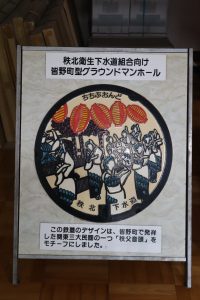 秩北衛生下水道組合向け
皆野町型グラウンドマンホール
ちちぶおんど
秩北
下水道
この鉄蓋のデザインは、皆野町で発祥
した関東三大民謡の一つ「秩父音頭」を
モチーフにしました。